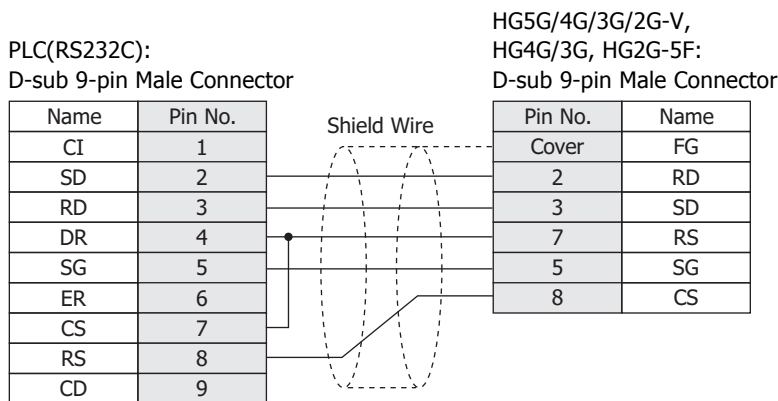 HG5G/4G/3G/2G-V,
PLC(RS232C): HG4G/3G, HG2G-5F:
D-sub 9-pin Male Connector D-sub 9-pin Male Connector
Name Pin No. Shield Wire Pin No. Name
CI 1 Cover FG
SD 2 2 RD
RD 3 3 SD
DR 4 7 RS
SG 5 5 SG
ER 6 8 CS
CS 7
RS 8
CD 9